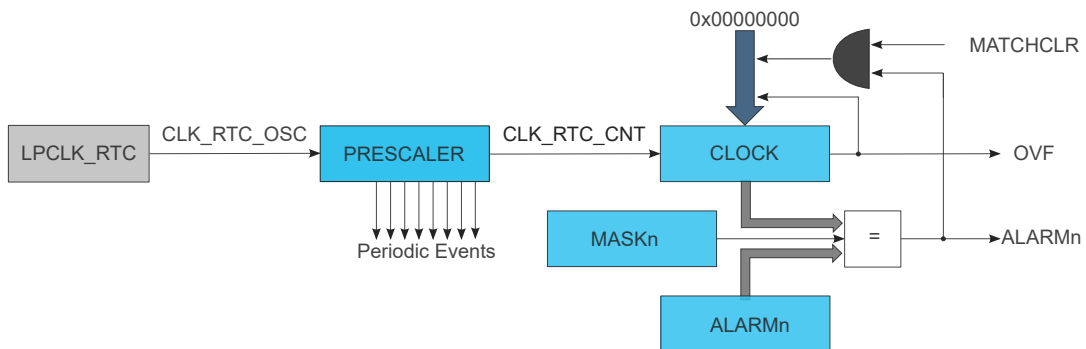 0x00000000
MATCHCLR
LPCLK_RTC
CLK_RTC_OSC
PRESCALER
CLK_RTC_CNT
CLOCK
OVF
Periodic Events
MASKn
=
ALARMn
ALARMn